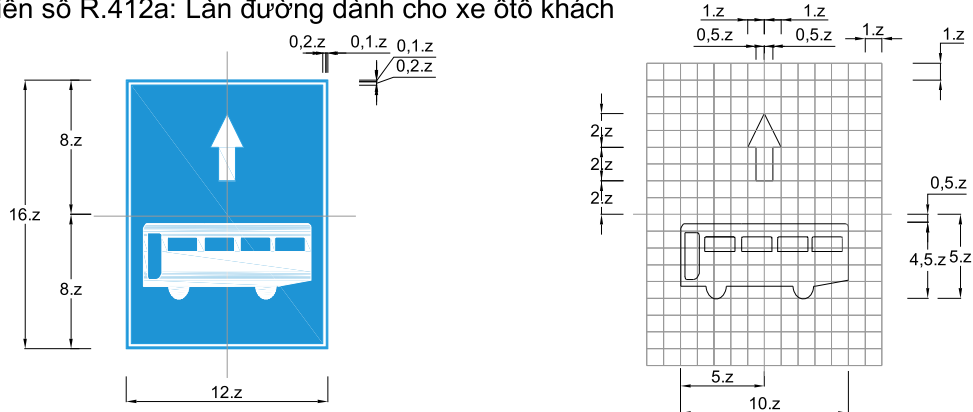 iển số R.412a: Làn đường dành cho xe ôtô khách
0,2.z
0,1.z
0,1.z
0,2.z
8.z
16.z
8.z
12.z
1.z
1.z
0,5.z
0,5.z
1.z
1.z
2.z
2.z
2.z
0,5.z
4,5.z
5.z
5.z
10.z